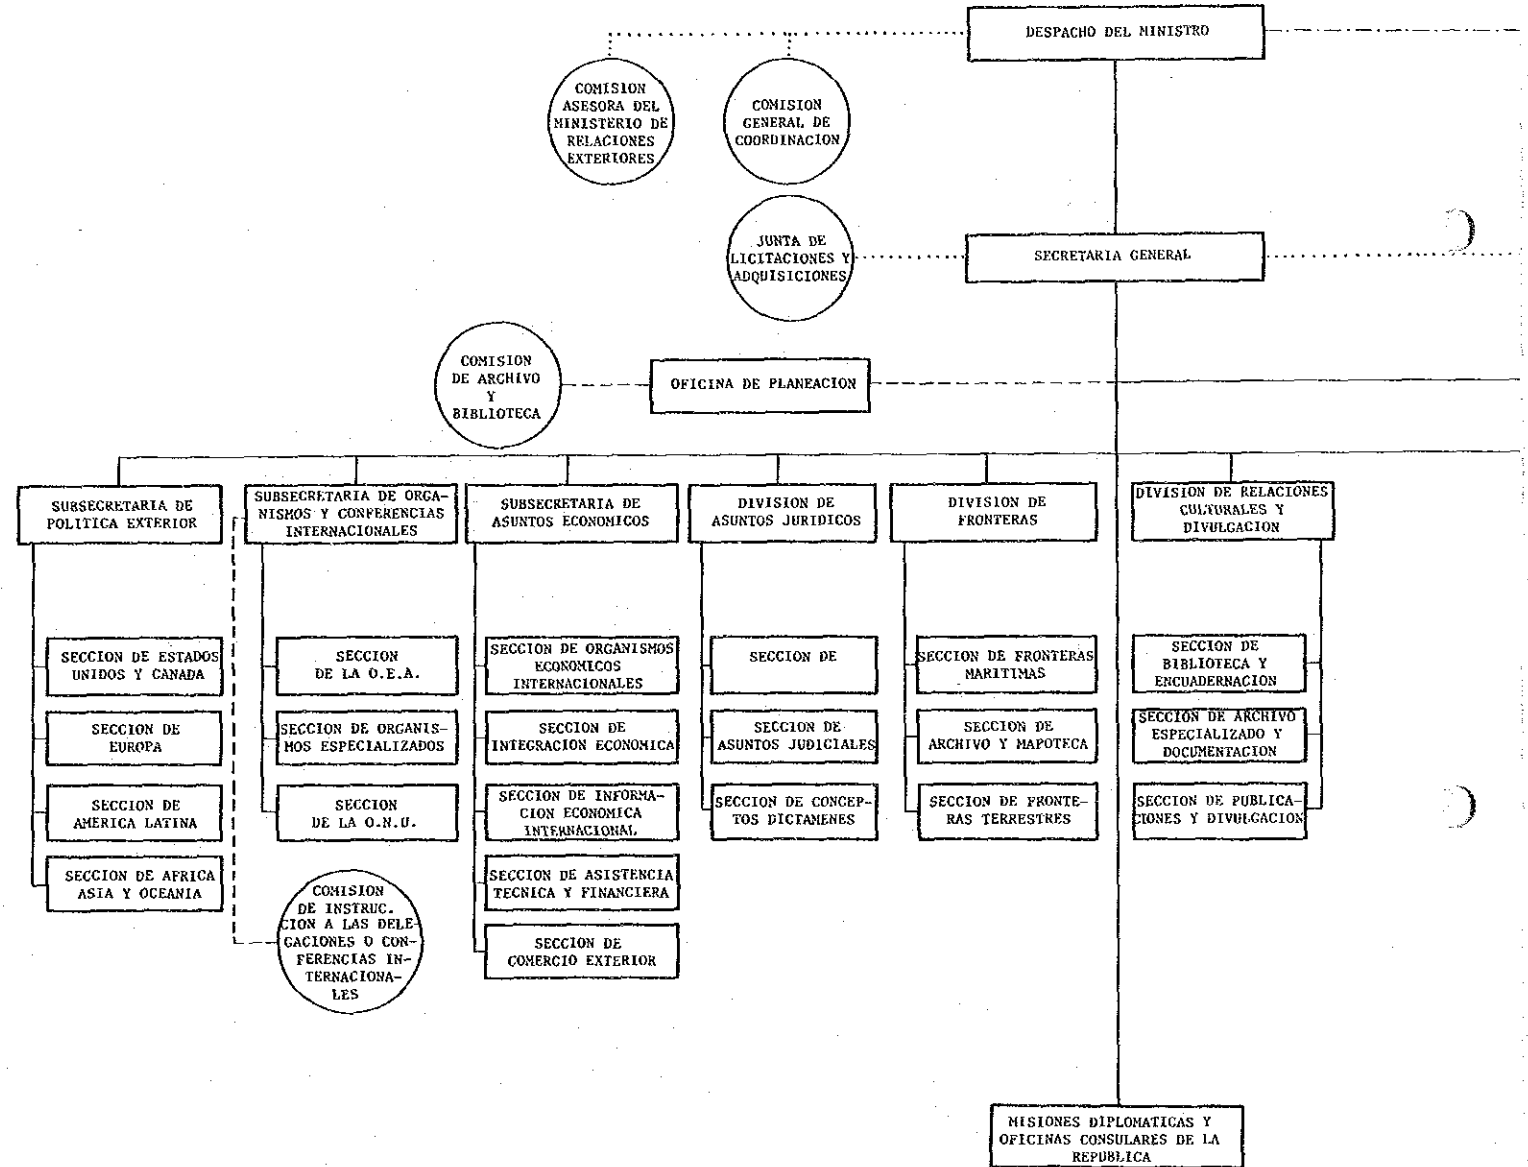 DESPACHO DEL MINISTRO
COMISION
ASESORA DEL
MINISTERIO DE
RELACIONES
EXTERIORES
COMISION
GENERAL DE
COORDINACION
JUNTA DE
LICITACIONES Y
ADQUISICIONES
SECRETARIA GENERAL
COMISION
DE ARCHIVO
Y
BIBLIOTECA
OFICINA DE PLANEACION
SUBSECRETARIA DE
POLITICA EXTERIOR
SUBSECRETARIA DE ORGA-
NISMOS Y CONFERENCIAS
INTERNACIONALES
SUBSECRETARIA DE
ASUNTOS ECONOMICOS
DIVISION DE
ASUNTOS JURIDICOS
DIVISION DE
FRONTERAS
DIVISION DE RELACIONES
CULTURALES Y
DIVULGACION
SECCION DE ESTADOS
UNIDOS Y CANADA
SECCION DE
EUROPA
SECCION DE
AMERICA LATINA
SECCION DE AFRICA
ASIA Y OCEANIA
SECCION
DE LA O.E.A.
SECCION DE ORGANIS-
MOS ESPECIALIZADOS
SECCION
DE LA O.N.U.
COMISION
DE INSTRUC.
CION A LAS DELE-
GACIONES O CON-
FERENCIAS IN-
TERNACIONA-
LES
SECCION DE ORGANISMOS
ECONOMICOS
INTERNACIONALES
SECCION DE
INTEGRACION ECONOMICA
SECCION DE INFORMA-
CION ECONOMICA
INTERNACIONAL
SECCION DE ASISTENCIA
TECNICA Y FINANCIERA
SECCION DE
COMERCIO EXTERIOR
SECCION DE
SECCION DE
ASUNTOS JUDICIALES
SECCION DE CONCEP-
TOS DICTAMENES
SECCION DE FRONTERAS
MARITIMAS
SECCION DE
ARCHIVO Y MAPOTECA
SECCION DE FRONTE-
RAS TERRESTRES
SECCION DE
BIBLIOTECA Y
ENCUADERNACION
SECCION DE ARCHIVO
ESPECIALIZADO Y
DOCUMENTACION
SECCION DE PUBLICA-
CIONES Y DIVULGACION
MISIONES DIPLOMATICAS Y
OFICINAS CONSULARES DE LA
REPUBLICA